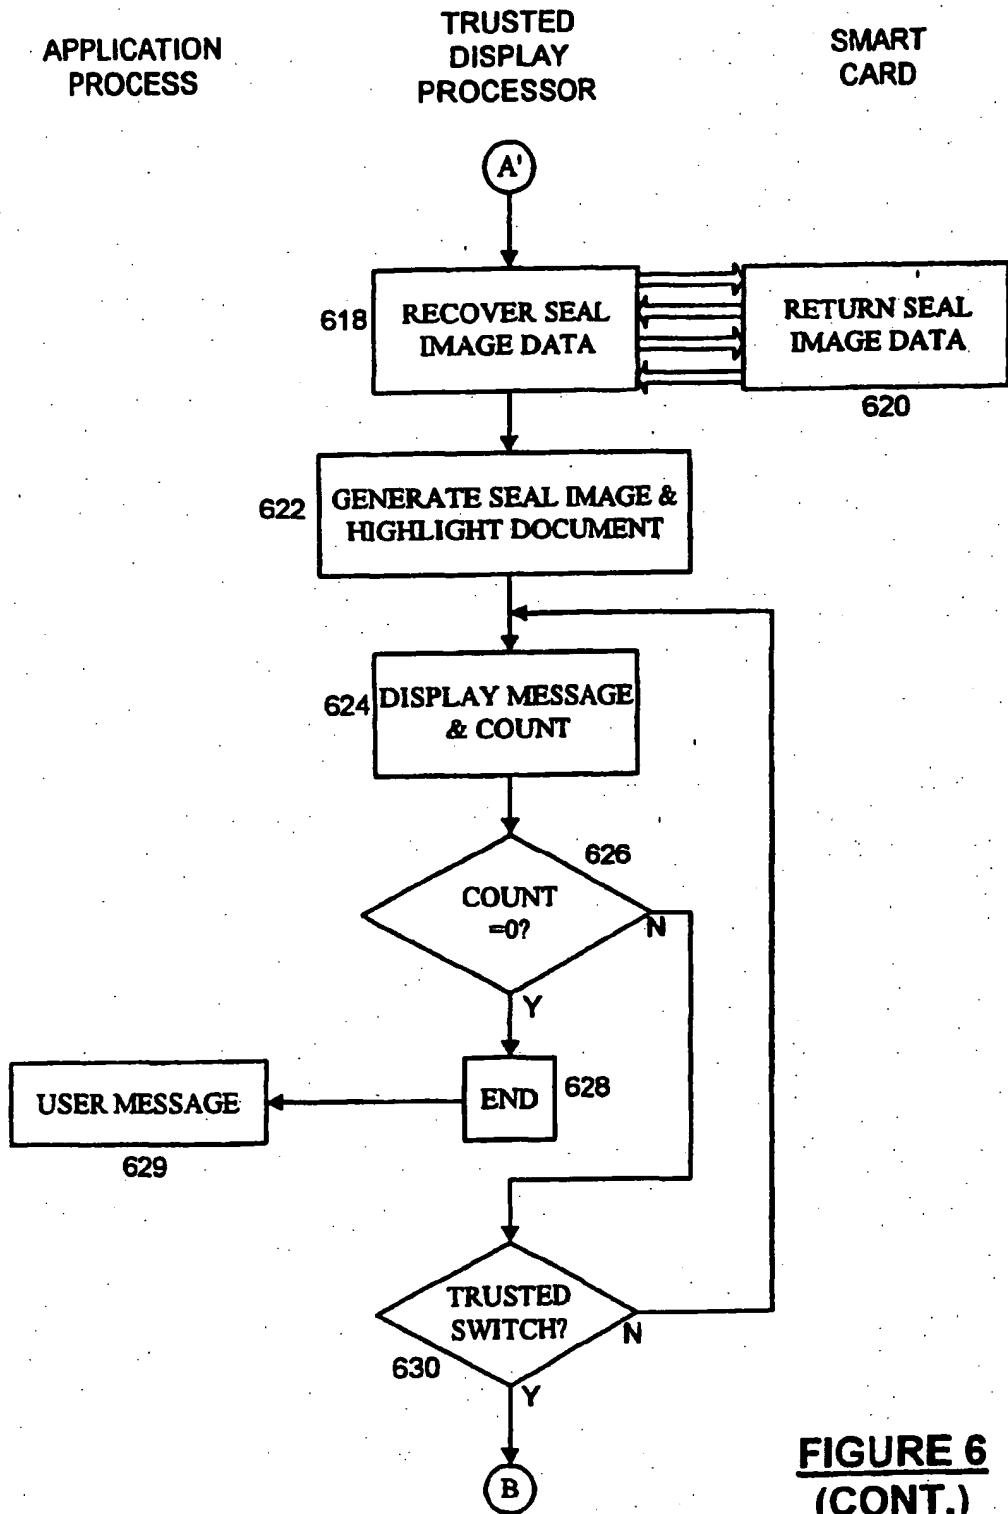 APPLICATION
PROCESS
TRUSTED
DISPLAY
PROCESSOR
SMART
CARD
A'
618
RECOVER SEAL
IMAGE DATA
RETURN SEAL
IMAGE DATA
620
622
GENERATE SEAL IMAGE &
HIGHLIGHT DOCUMENT
624
DISPLAY MESSAGE
& COUNT
626
COUNT
=0?
N
Y
END
628
USER MESSAGE
629
TRUSTED
SWITCH?
N
630
Y
B
FIGURE 6
(CONT.)